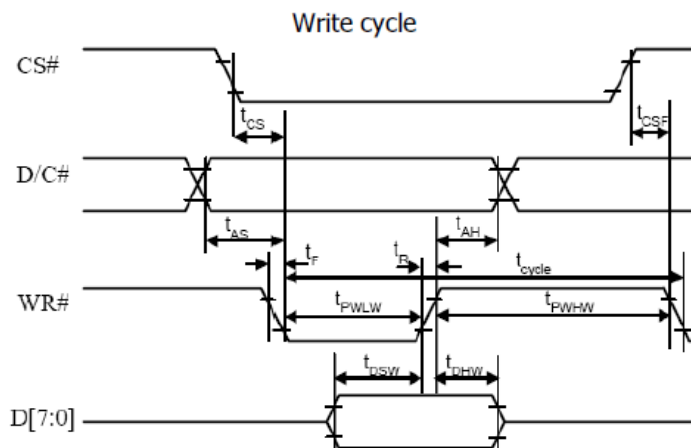 Write cycle
CS#
tCS
tCSF
D/C#
tAS
tAH
tF
tR
tcycle
WR#
tPWLW
tPWHW
tDSW
tDHW
D[7:0]